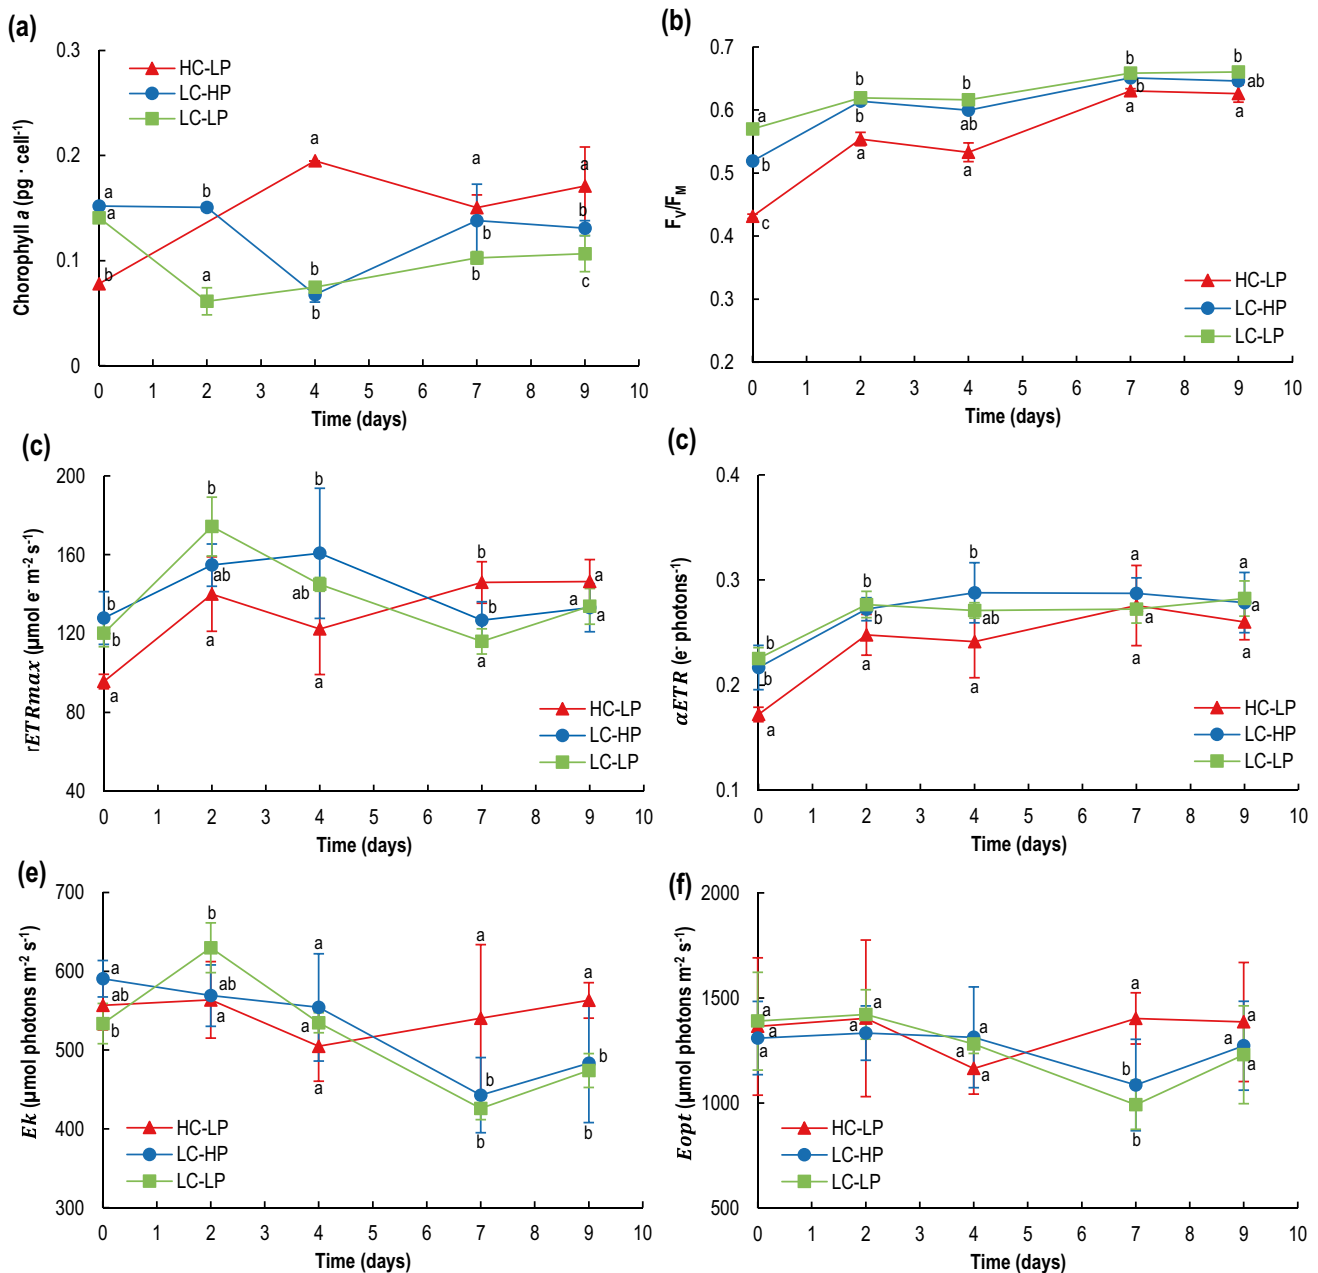 (a)
0.3
0.2
0.1
0
Chorophyll a (pg · cell⁻¹)
HC-LP
LC-HP
LC-LP
a
a
b
b
a
a
b
b
a
b
b
a
b
c
0 1 2 3 4 5 6 7 8 9 10
Time (days)
(b)
0.7
0.6
0.5
0.4
0.3
0.2
Fᵥ/Fₘ
a
b
c
b
b
a
b
ab
a
b
b
a
b
ab
a
HC-LP
LC-HP
LC-LP
0 1 2 3 4 5 6 7 8 9 10
Time (days)
(c)
200
160
120
80
40
rETRmax (µmol e⁻ m⁻² s⁻¹)
b
a
b
ab
a
b
ab
a
b
a
a
a
a
HC-LP
LC-HP
LC-LP
0 1 2 3 4 5 6 7 8 9 10
Time (days)
(c)
0.4
0.3
0.2
0.1
αETR (e⁻ photons⁻¹)
b
b
a
b
b
a
b
ab
a
a
a
a
a
a
a
HC-LP
LC-HP
LC-LP
0 1 2 3 4 5 6 7 8 9 10
Time (days)
(e)
700
600
500
400
300
Ek (µmol photons m⁻² s⁻¹)
a
ab
b
b
ab
a
a
a
a
a
b
b
a
b
b
HC-LP
LC-HP
LC-LP
0 1 2 3 4 5 6 7 8 9 10
Time (days)
(f)
2000
1500
1000
500
Eopt (µmol photons m⁻² s⁻¹)
a
a
a
a
a
a
a
a
a
b
b
a
a
a
HC-LP
LC-HP
LC-LP
0 1 2 3 4 5 6 7 8 9 10
Time (days)